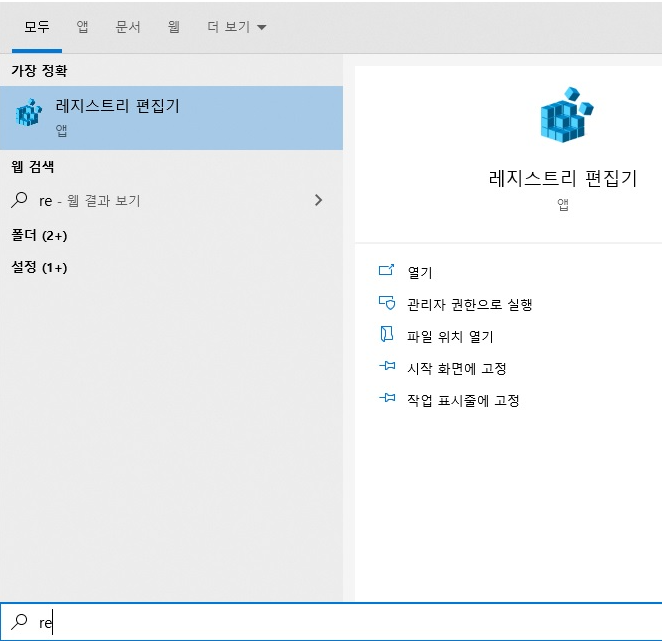 모두 앱 문서 웹 더 보기
가장 정확
레지스트리 편집기
앱
웹 검색
re - 웹 결과 보기
폴더 (2+)
설정 (1+)
레지스트리 편집기
앱
열기
관리자 권한으로 실행
파일 위치 열기
시작 화면에 고정
작업 표시줄에 고정
re